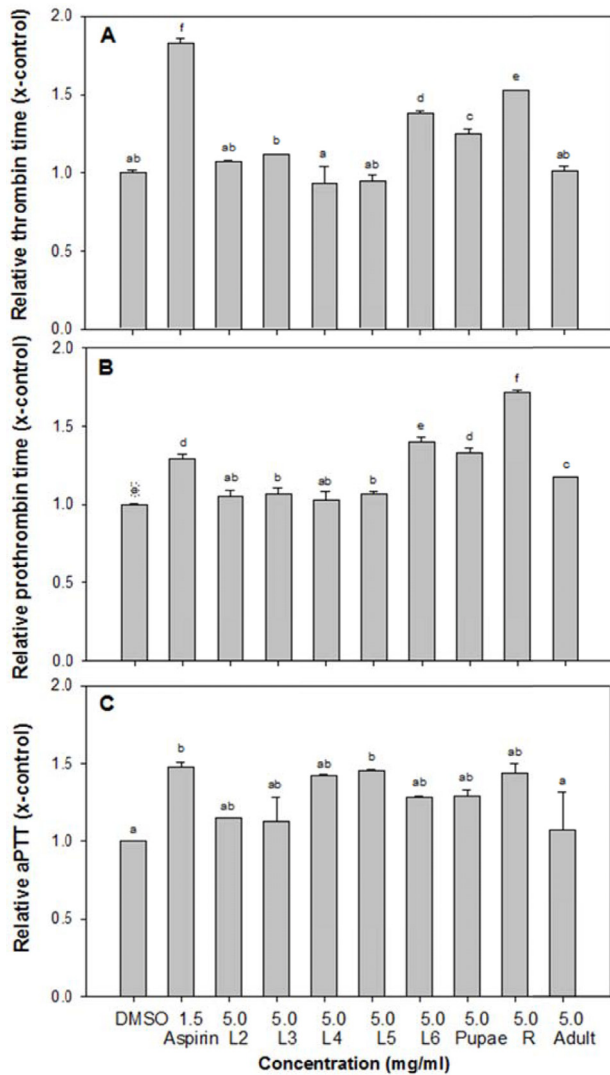 A
Relative thrombin time (x-control)
2.0
1.5
1.0
0.5
0.0
ab
f
ab
b
a
ab
d
c
e
ab
B
Relative prothrombin time (x-control)
2.0
1.5
1.0
0.5
0.0
d
ab
b
ab
b
e
d
f
c
C
Relative aPTT (x-control)
2.0
1.5
1.0
0.5
0.0
a
b
ab
ab
ab
b
ab
ab
ab
a
DMSO 1.5 5.0 5.0 5.0 5.0 5.0 5.0 5.0 5.0
Aspirin L2 L3 L4 L5 L6 Pupae R Adult
Concentration (mg/ml)